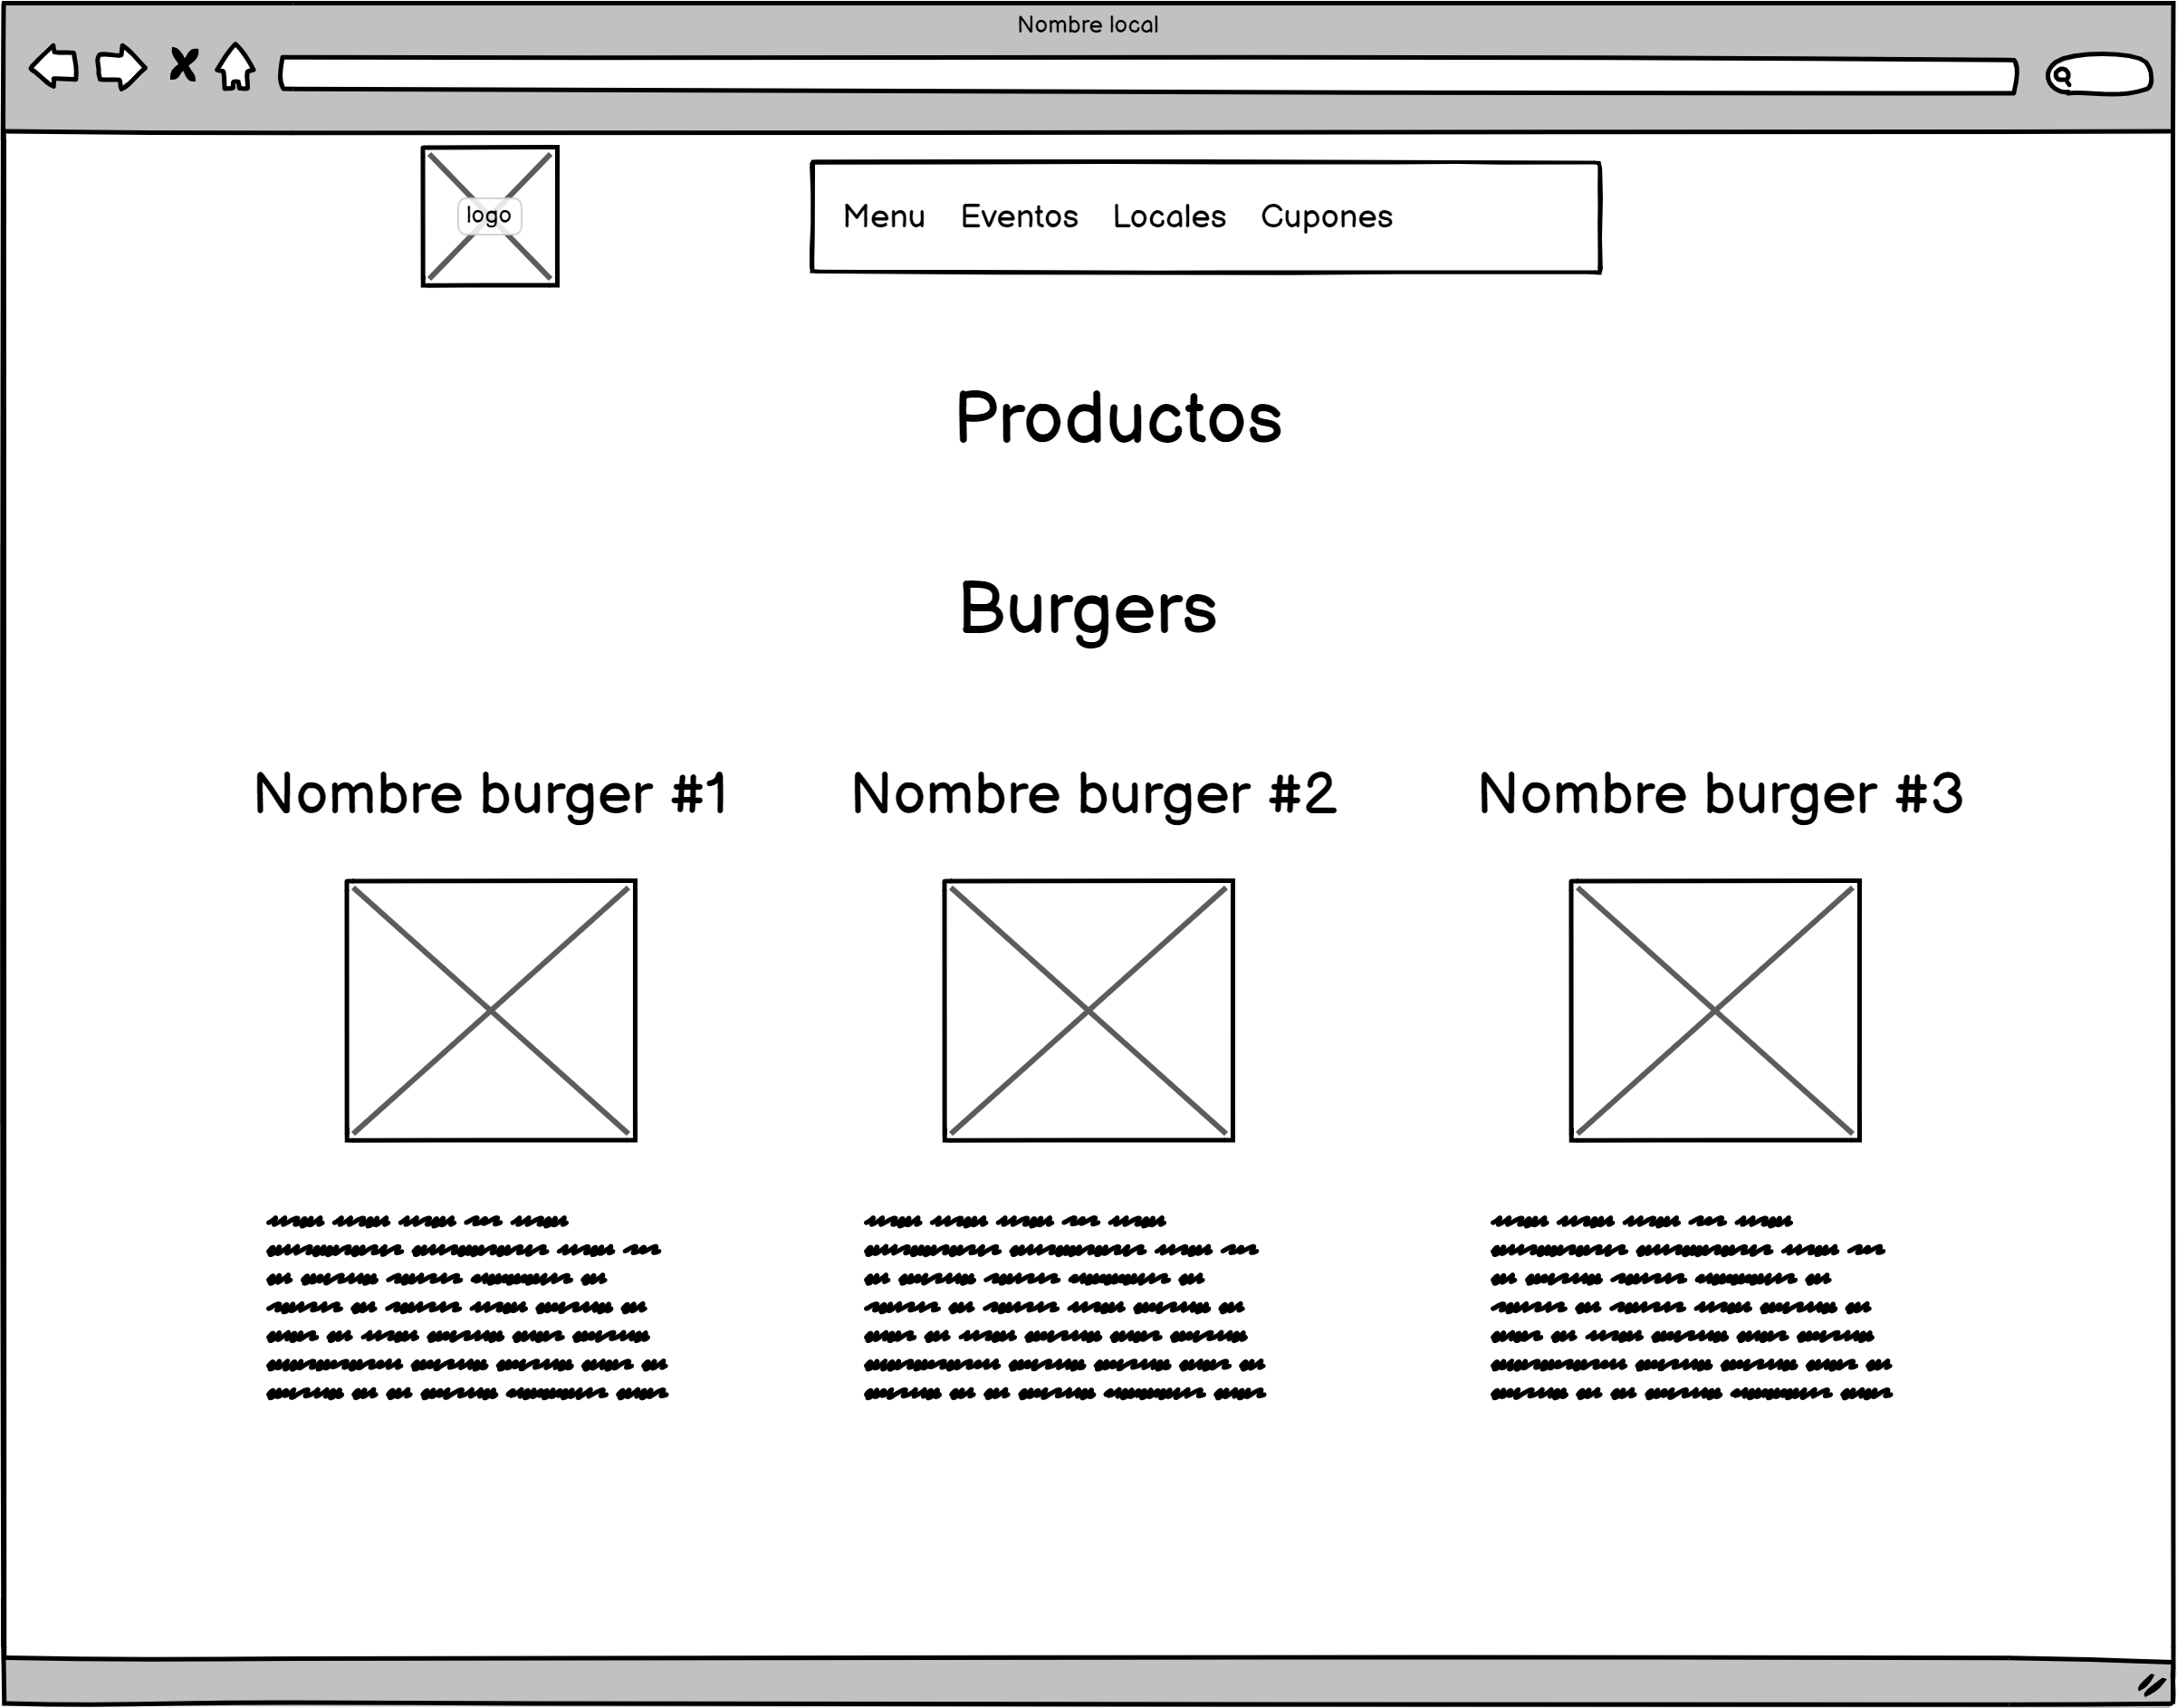 Nombre local
logo
Menu Eventos Locales Cupones
Productos
Burgers
Nombre burger #1 Nombre burger #2 Nombre burger #3